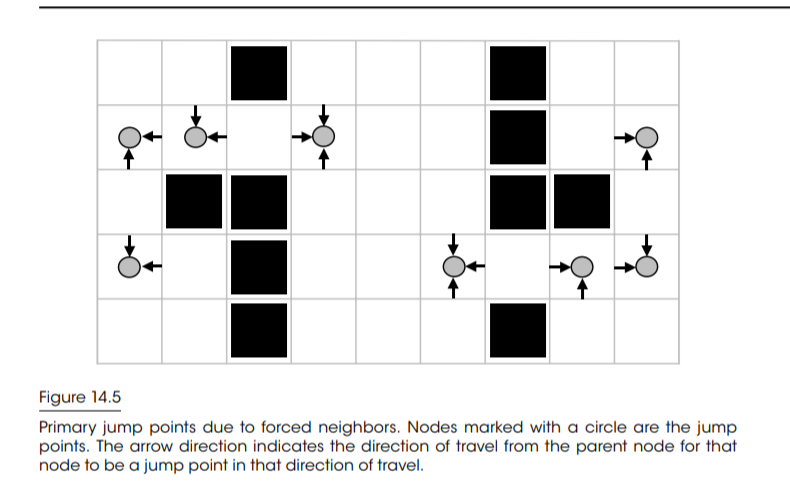 Figure 14.5
Primary jump points due to forced neighbors. Nodes marked with a circle are the jump
points. The arrow direction indicates the direction of travel from the parent node for that
node to be a jump point in that direction of travel.